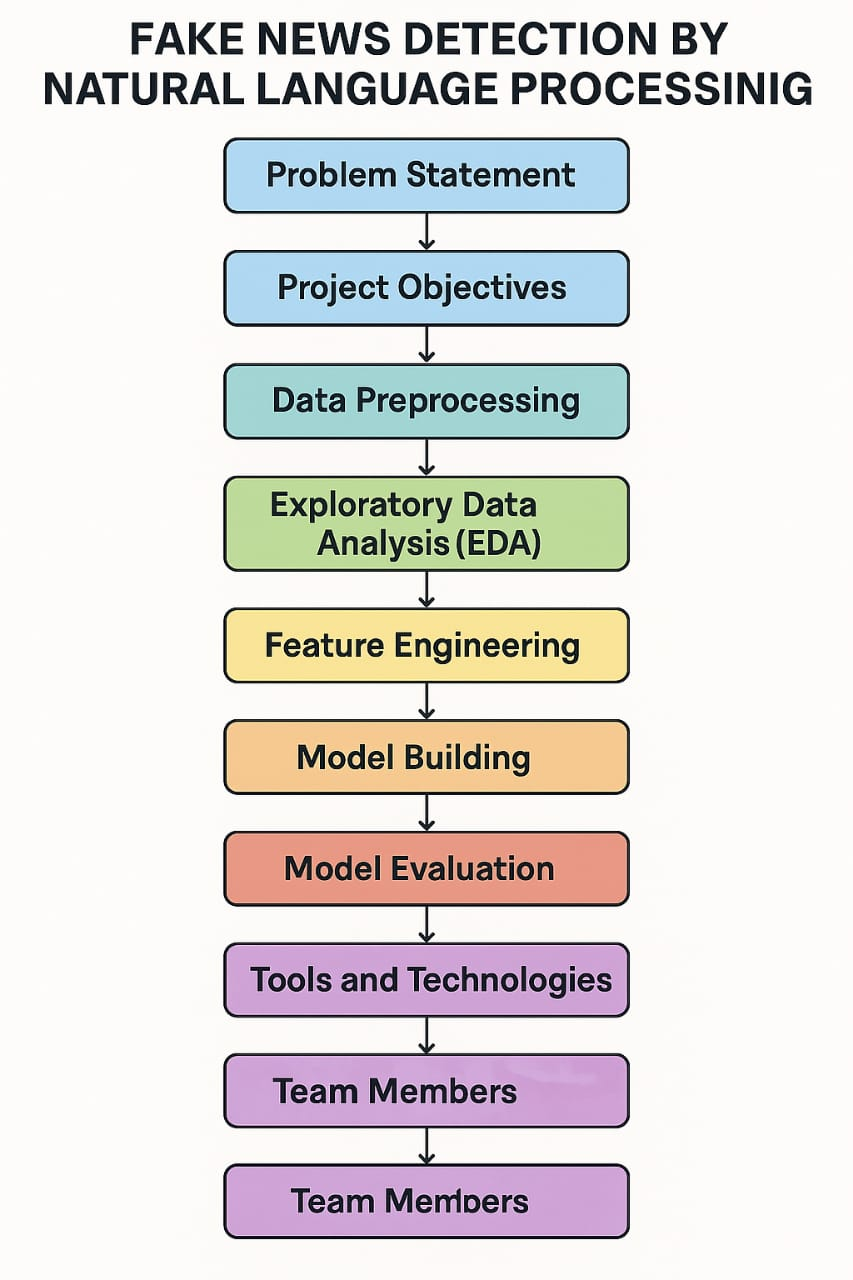 FAKE NEWS DETECTION BY
NATURAL LANGUAGE PROCESSINIG
Problem Statement
Project Objectives
Data Preprocessing
Exploratory Data
Analysis (EDA)
Feature Engineering
Model Building
Model Evaluation
Tools and Technologies
Team Members
Team Members